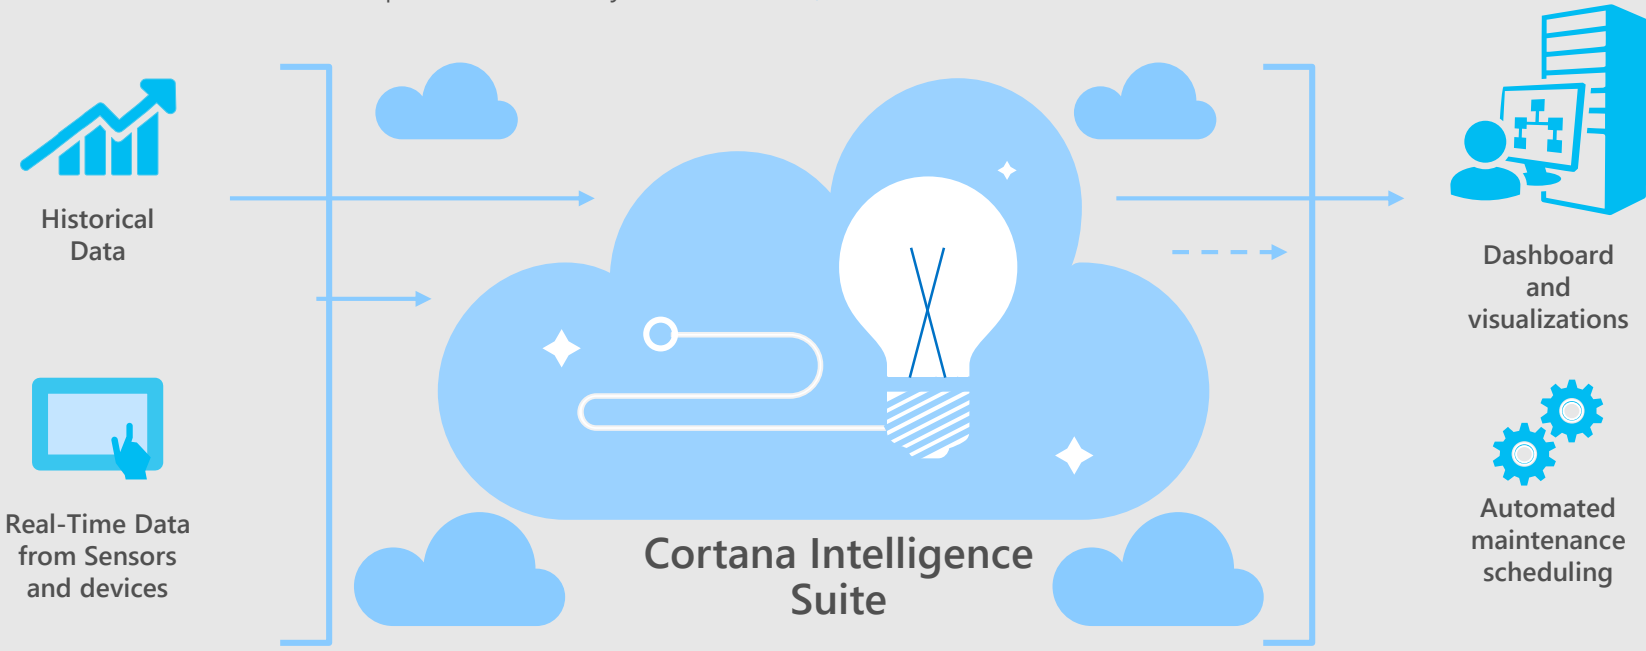 Historical
Data
Real-Time Data
from Sensors
and devices
Cortana Intelligence
Suite
Dashboard
and
visualizations
Automated
maintenance
scheduling